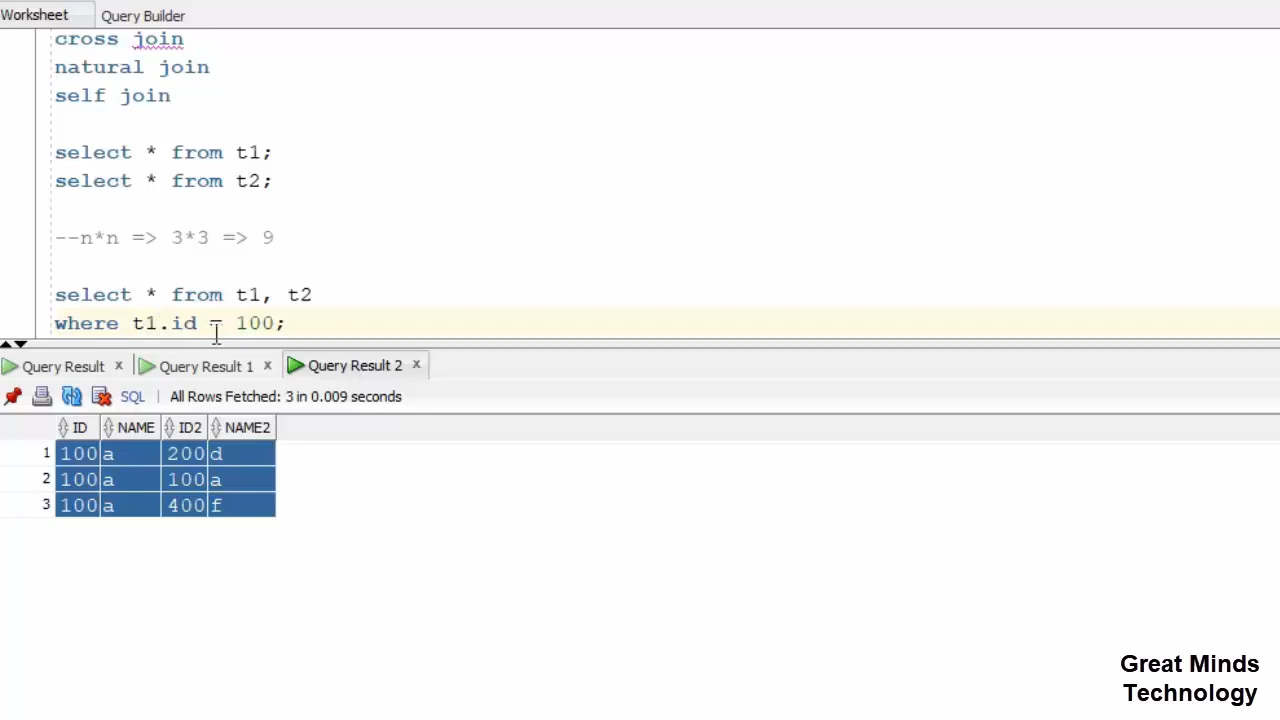 Worksheet Query Builder
cross join
natural join
self join
select * from t1;
select * from t2;
--n*n => 3*3 => 9
select * from t1, t2
where t1.id = 100;
Query Result × Query Result 1 × Query Result 2 ×
SQL | All Rows Fetched: 3 in 0.009 seconds
ID NAME ID2 NAME2
1 100 a 200 d
2 100 a 100 a
3 100 a 400 f
Great Minds
Technology